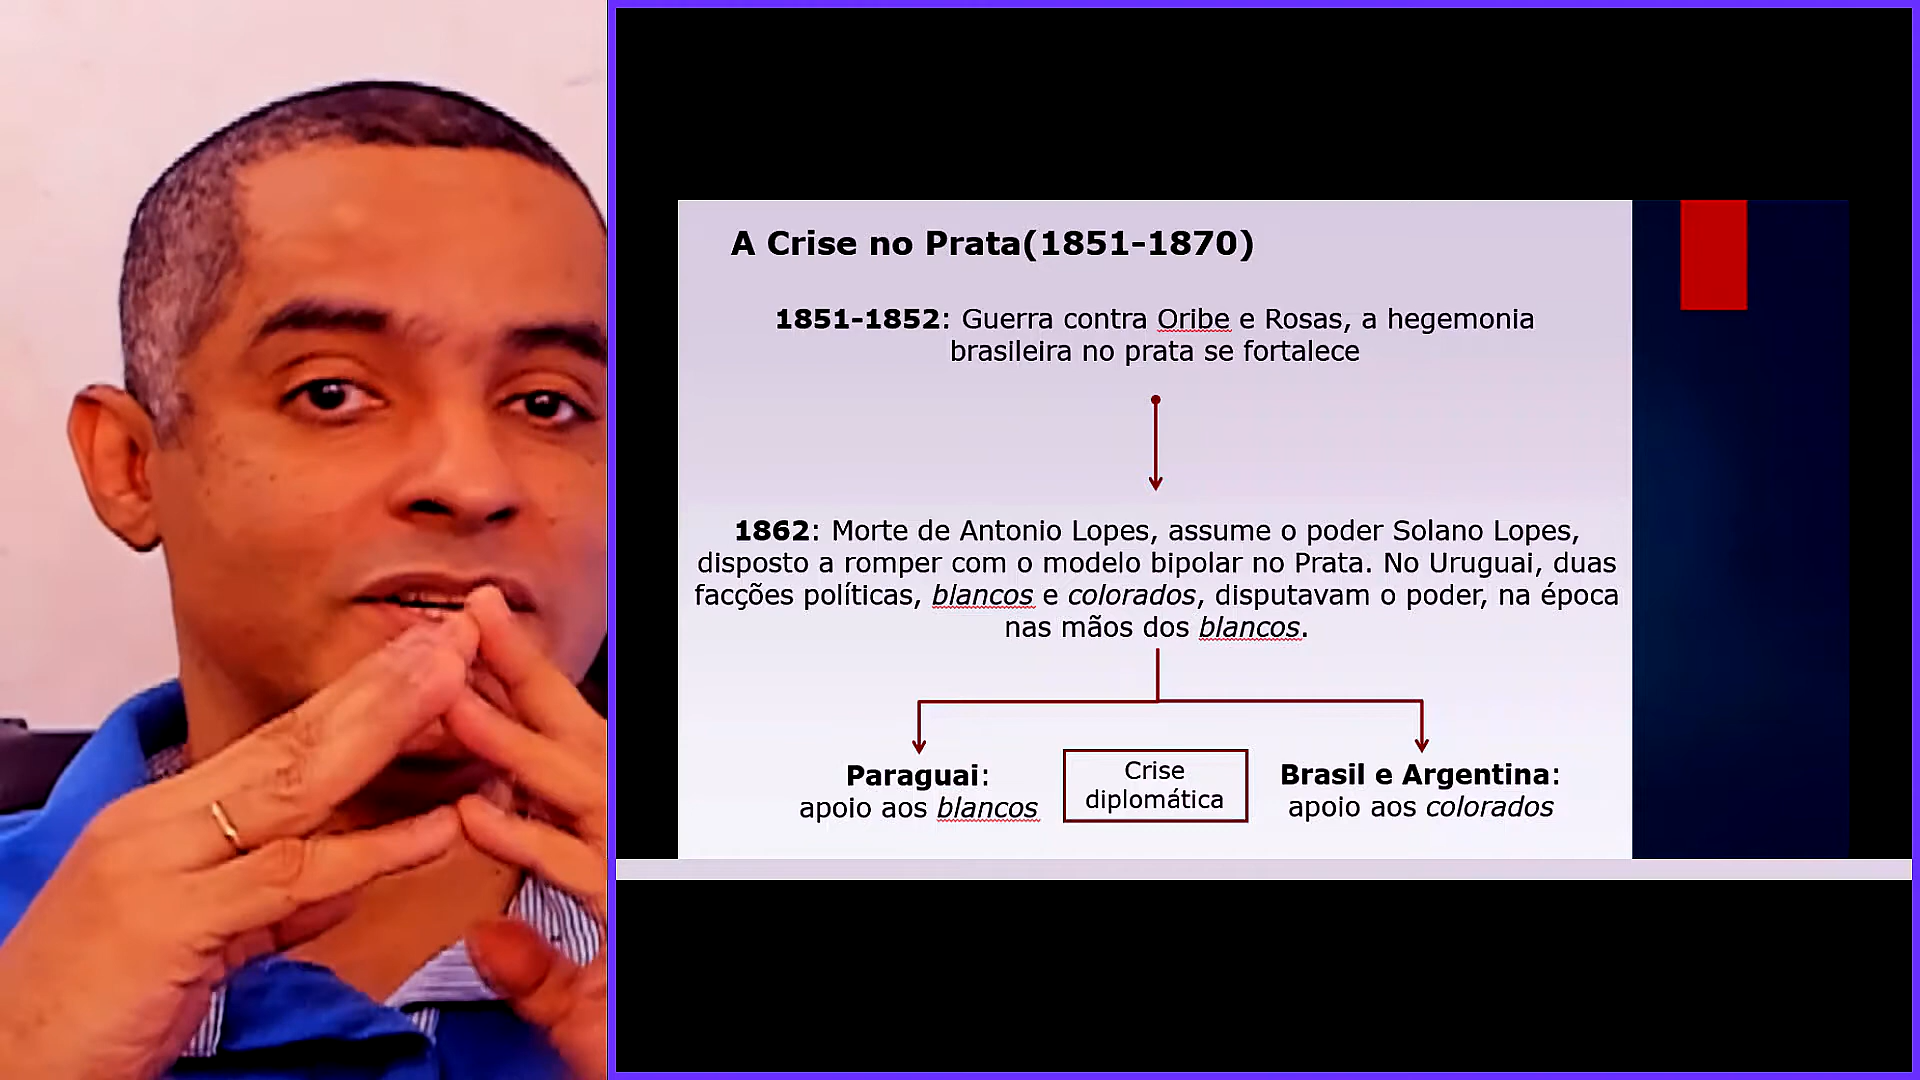 A Crise no Prata(1851-1870)
1851-1852: Guerra contra Oribe e Rosas, a hegemonia
brasileira no prata se fortalece
1862: Morte de Antonio Lopes, assume o poder Solano Lopes,
disposto a romper com o modelo bipolar no Prata. No Uruguai, duas
facções políticas, blancos e colorados, disputavam o poder, na época
nas mãos dos blancos.
Paraguai:
apoio aos blancos
Crise
diplomática
Brasil e Argentina:
apoio aos colorados